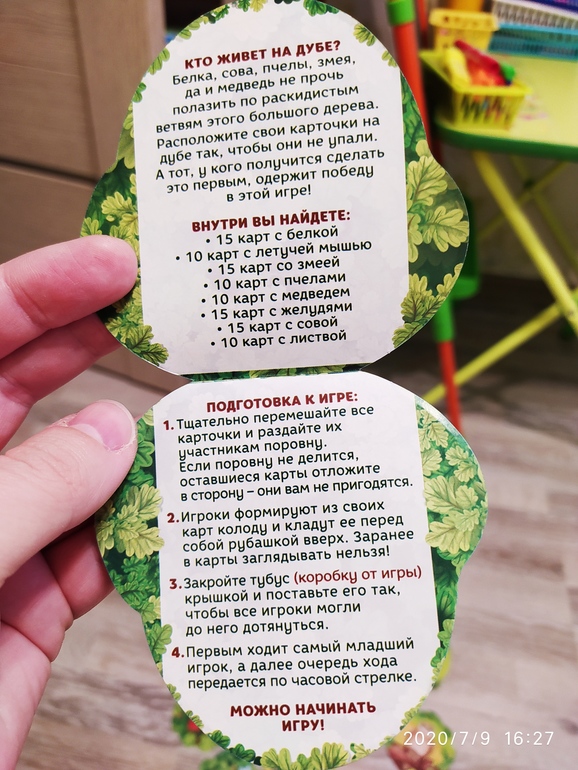 КТО ЖИВЕТ НА ДУБЕ?
Белка, сова, пчелы, змея,
да и медведь не прочь
полазить по раскидистым
ветвям этого большого дерева.
Расположите свои карточки на
дубе так, чтобы они не упали.
А тот, у кого получится сделать
это первым, одержит победу
в этой игре!
ВНУТРИ ВЫ НАЙДЕТЕ:
• 15 карт с белкой
• 10 карт с летучей мышью
• 15 карт со змеей
• 10 карт с пчелами
• 10 карт с медведем
• 15 карт с желудями
• 15 карт с совой
• 10 карт с листвой
ПОДГОТОВКА К ИГРЕ:
1. Тщательно перемешайте все
карточки и раздайте их
участникам поровну.
Если поровну не делится,
оставшиеся карты отложите
в сторону – они вам не пригодятся.
2. Игроки формируют из своих
карт колоду и кладут ее перед
собой рубашкой вверх. Заранее
в карты заглядывать нельзя!
3. Закройте тубус (коробку от игры)
крышкой и поставьте его так,
чтобы все игроки могли
до него дотянуться.
4. Первым ходит самый младший
игрок, а далее очередь хода
передается по часовой стрелке.
МОЖНО НАЧИНАТЬ
ИГРУ!
2020/7/9 16:27